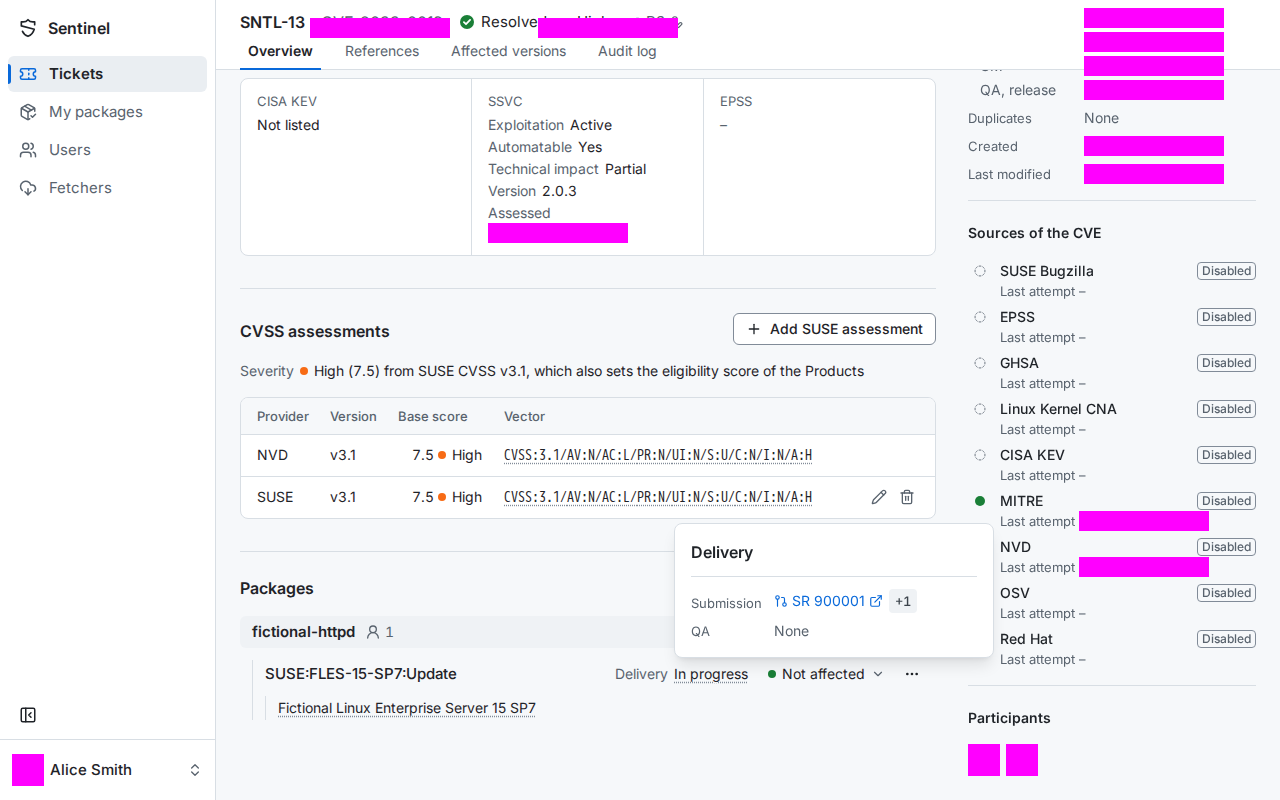 Sentinel
Tickets
My packages
Users
Fetchers
Alice Smith
SNTL-13
Resolve
Overview
References
Affected versions
Audit log
CISA KEV
Not listed
SSVC
Exploitation Active
Automatable Yes
Technical impact Partial
Version 2.0.3
Assessed
EPSS
–
CVSS assessments
Add SUSE assessment
Severity High (7.5) from SUSE CVSS v3.1, which also sets the eligibility score of the Products
Provider Version Base score Vector
NVD v3.1 7.5 High CVSS:3.1/AV:N/AC:L/PR:N/UI:N/S:U/C:N/I:N/A:H
SUSE v3.1 7.5 High CVSS:3.1/AV:N/AC:L/PR:N/UI:N/S:U/C:N/I:N/A:H
Delivery
Submission SR 900001 +1
QA None
Packages
fictional-httpd 1
SUSE:FLES-15-SP7:Update Delivery In progress Not affected
Fictional Linux Enterprise Server 15 SP7
QA, release
Duplicates None
Created
Last modified
Sources of the CVE
SUSE Bugzilla Disabled
Last attempt –
EPSS Disabled
Last attempt –
GHSA Disabled
Last attempt –
Linux Kernel CNA Disabled
Last attempt –
CISA KEV Disabled
Last attempt –
MITRE Disabled
Last attempt
NVD Disabled
Last attempt
OSV Disabled
Last attempt –
Red Hat Disabled
Last attempt –
Participants